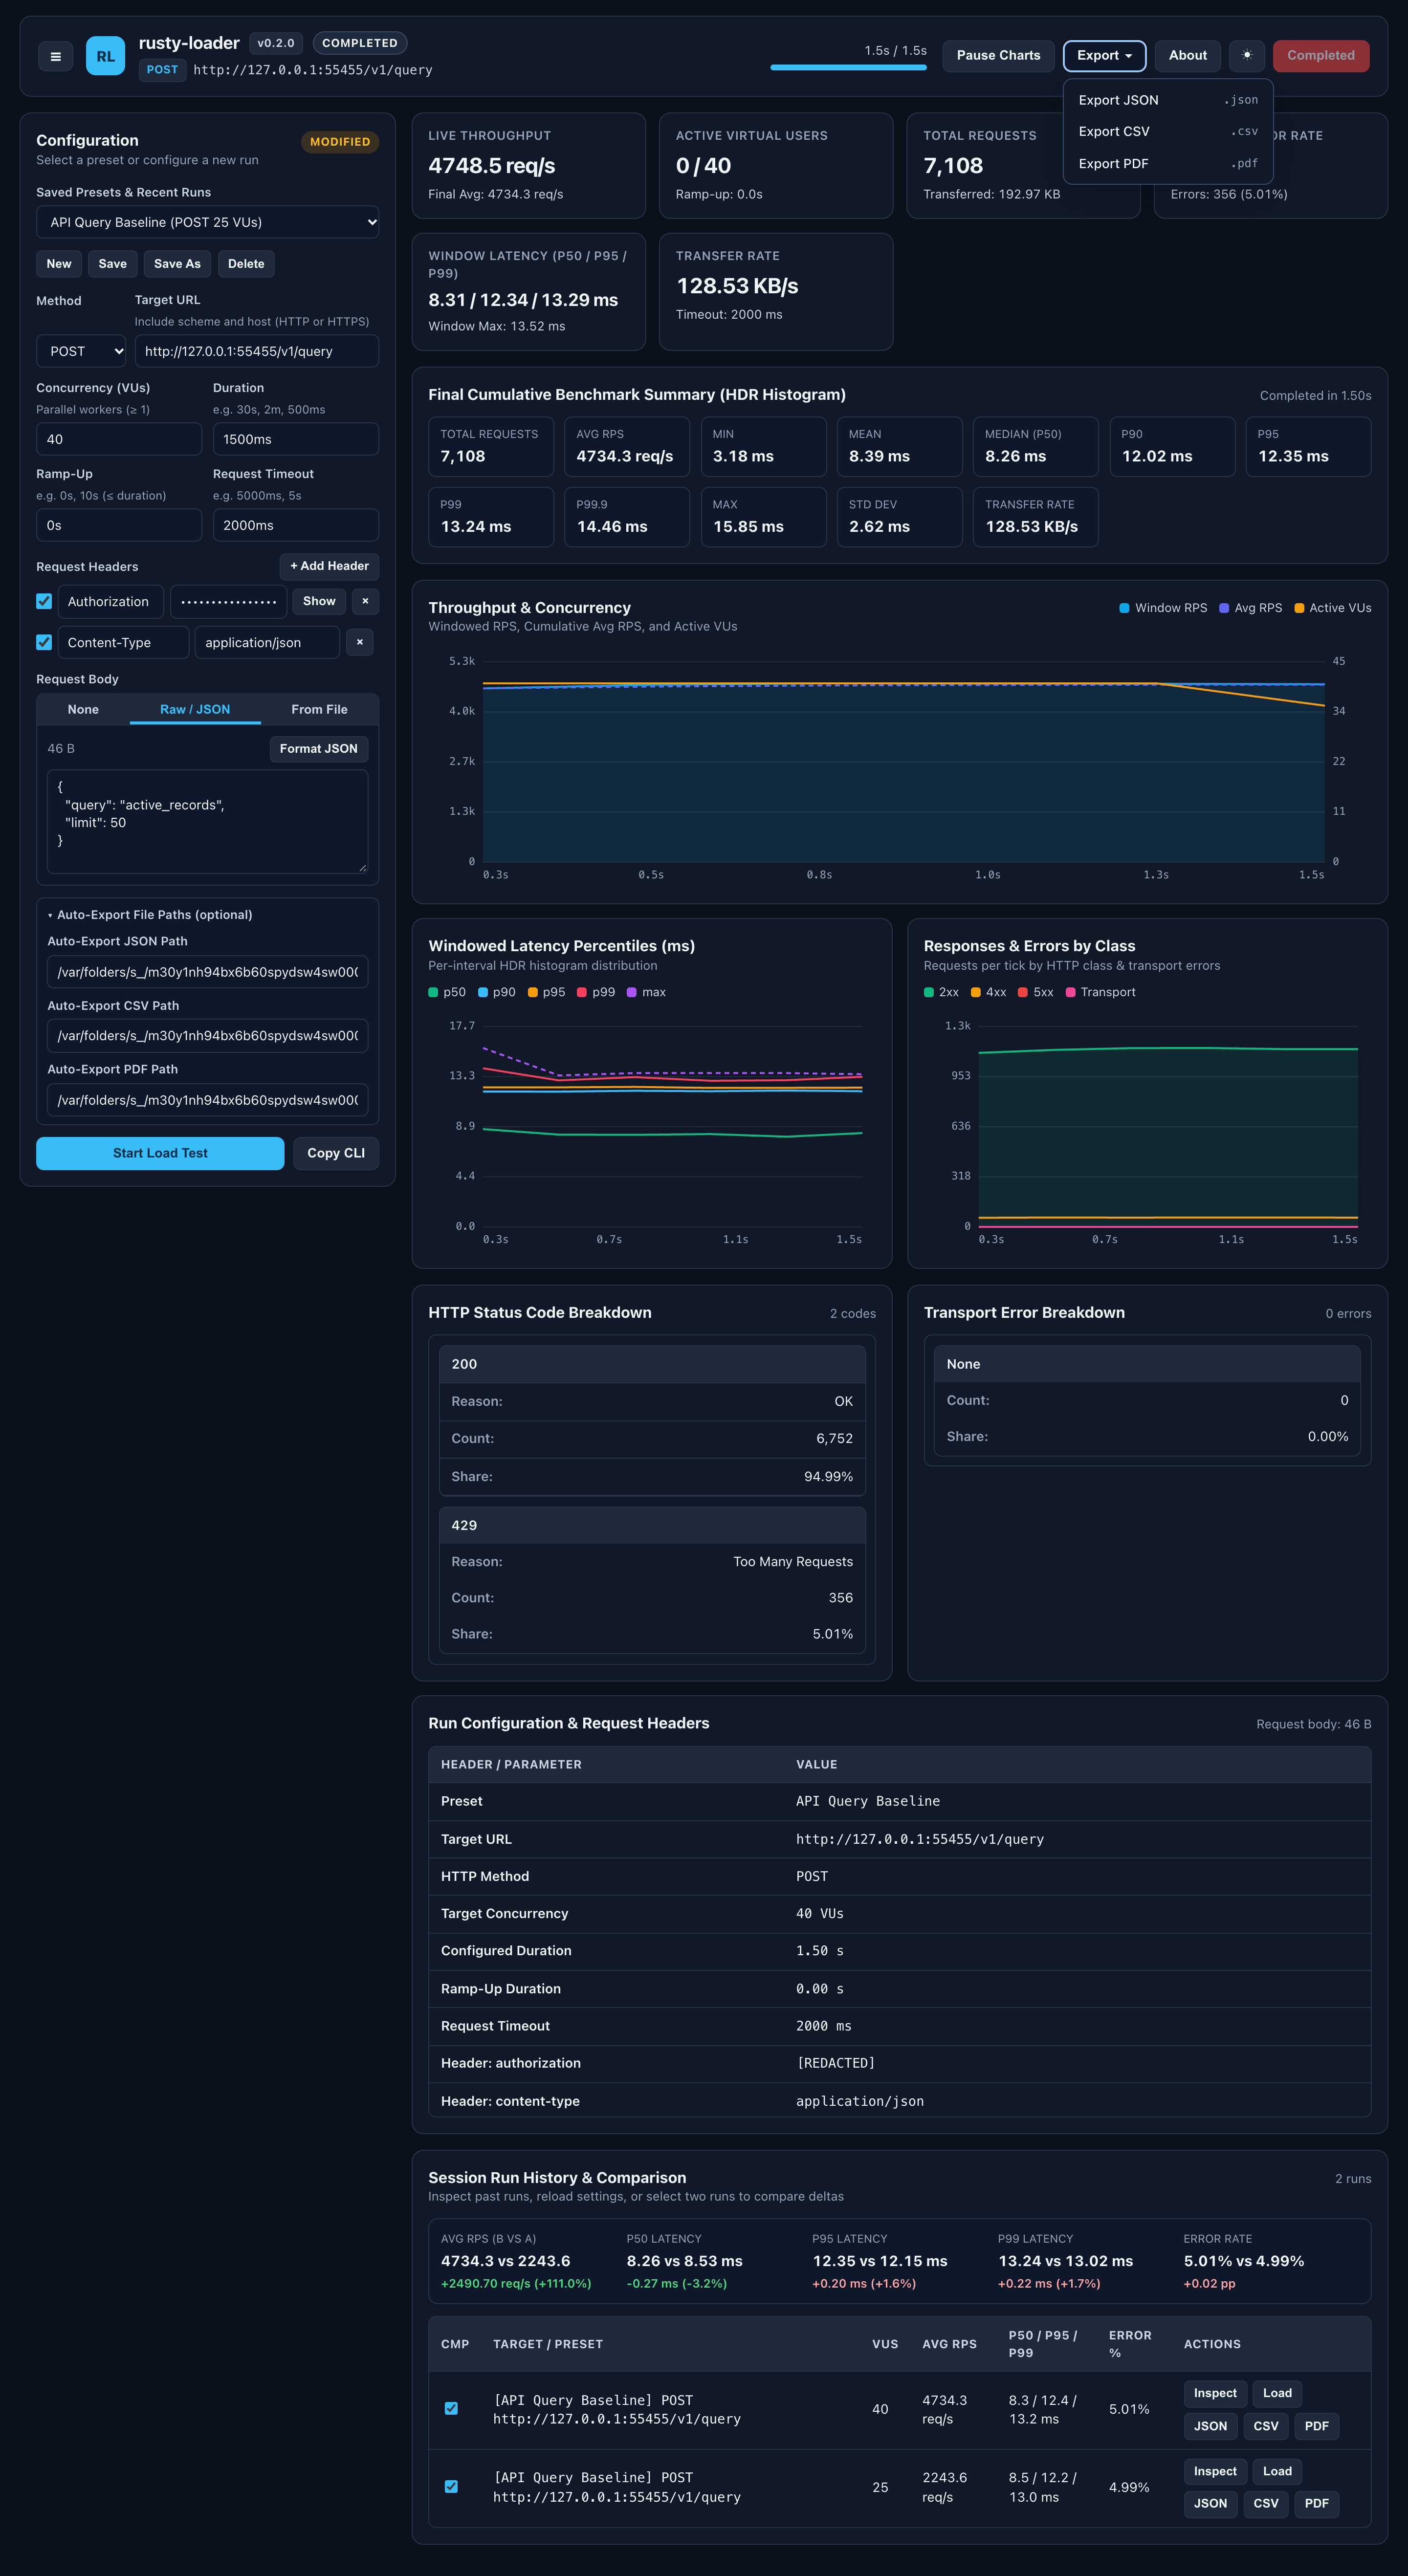 ≡
RL
rusty-loader v0.2.0 COMPLETED
POST http://127.0.0.1:55455/v1/query
1.5s / 1.5s
Pause Charts
Export
About
Completed
Export JSON .json
Export CSV .csv
Export PDF .pdf
Configuration
MODIFIED
Select a preset or configure a new run
Saved Presets & Recent Runs
API Query Baseline (POST 25 VUs)
New Save Save As Delete
Method
Target URL
Include scheme and host (HTTP or HTTPS)
POST
http://127.0.0.1:55455/v1/query
Concurrency (VUs) Duration
Parallel workers (≥ 1) e.g. 30s, 2m, 500ms
40 1500ms
Ramp-Up Request Timeout
e.g. 0s, 10s (≤ duration) e.g. 5000ms, 5s
0s 2000ms
Request Headers + Add Header
Authorization •••••••••••••••• Show ×
Content-Type application/json ×
Request Body
None Raw / JSON From File
46 B Format JSON
{
"query": "active_records",
"limit": 50
}
▾ Auto-Export File Paths (optional)
Auto-Export JSON Path
/var/folders/s_/m30y1nh94bx6b60spydsw4sw000
Auto-Export CSV Path
/var/folders/s_/m30y1nh94bx6b60spydsw4sw000
Auto-Export PDF Path
/var/folders/s_/m30y1nh94bx6b60spydsw4sw000
Start Load Test Copy CLI
LIVE THROUGHPUT
4748.5 req/s
Final Avg: 4734.3 req/s
ACTIVE VIRTUAL USERS
0 / 40
Ramp-up: 0.0s
TOTAL REQUESTS
7,108
Transferred: 192.97 KB
RATE
Errors: 356 (5.01%)
WINDOW LATENCY (P50 / P95 /
P99)
8.31 / 12.34 / 13.29 ms
Window Max: 13.52 ms
TRANSFER RATE
128.53 KB/s
Timeout: 2000 ms
Final Cumulative Benchmark Summary (HDR Histogram) Completed in 1.50s
TOTAL REQUESTS AVG RPS MIN MEAN MEDIAN (P50) P90 P95
7,108 4734.3 req/s 3.18 ms 8.39 ms 8.26 ms 12.02 ms 12.35 ms
P99 P99.9 MAX STD DEV TRANSFER RATE
13.24 ms 14.46 ms 15.85 ms 2.62 ms 128.53 KB/s
Throughput & Concurrency
Windowed RPS, Cumulative Avg RPS, and Active VUs
Window RPS Avg RPS Active VUs
5.3k 45
4.0k 34
2.7k 22
1.3k 11
0 0
0.3s 0.5s 0.8s 1.0s 1.3s 1.5s
Windowed Latency Percentiles (ms)
Per-interval HDR histogram distribution
p50 p90 p95 p99 max
17.7
13.3
8.9
4.4
0.0
0.3s 0.7s 1.1s 1.5s
Responses & Errors by Class
Requests per tick by HTTP class & transport errors
2xx 4xx 5xx Transport
1.3k
953
636
318
0
0.3s 0.7s 1.1s 1.5s
HTTP Status Code Breakdown 2 codes
200
Reason: OK
Count: 6,752
Share: 94.99%
429
Reason: Too Many Requests
Count: 356
Share: 5.01%
Transport Error Breakdown 0 errors
None
Count: 0
Share: 0.00%
Run Configuration & Request Headers Request body: 46 B
HEADER / PARAMETER VALUE
Preset API Query Baseline
Target URL http://127.0.0.1:55455/v1/query
HTTP Method POST
Target Concurrency 40 VUs
Configured Duration 1.50 s
Ramp-Up Duration 0.00 s
Request Timeout 2000 ms
Header: authorization [REDACTED]
Header: content-type application/json
Session Run History & Comparison 2 runs
Inspect past runs, reload settings, or select two runs to compare deltas
AVG RPS (B VS A) P50 LATENCY P95 LATENCY P99 LATENCY ERROR RATE
4734.3 vs 2243.6 8.26 vs 8.53 ms 12.35 vs 12.15 ms 13.24 vs 13.02 ms 5.01% vs 4.99%
+2490.70 req/s (+111.0%) -0.27 ms (-3.2%) +0.20 ms (+1.6%) +0.22 ms (+1.7%) +0.02 pp
CMP TARGET / PRESET VUS AVG RPS P50 / P95 / P99 ERROR % ACTIONS
[API Query Baseline] POST
http://127.0.0.1:55455/v1/query
40
4734.3
req/s
8.3 / 12.4 /
13.2 ms
5.01%
Inspect Load
JSON CSV PDF
[API Query Baseline] POST
http://127.0.0.1:55455/v1/query
25
2243.6
req/s
8.5 / 12.2 /
13.0 ms
4.99%
Inspect Load
JSON CSV PDF